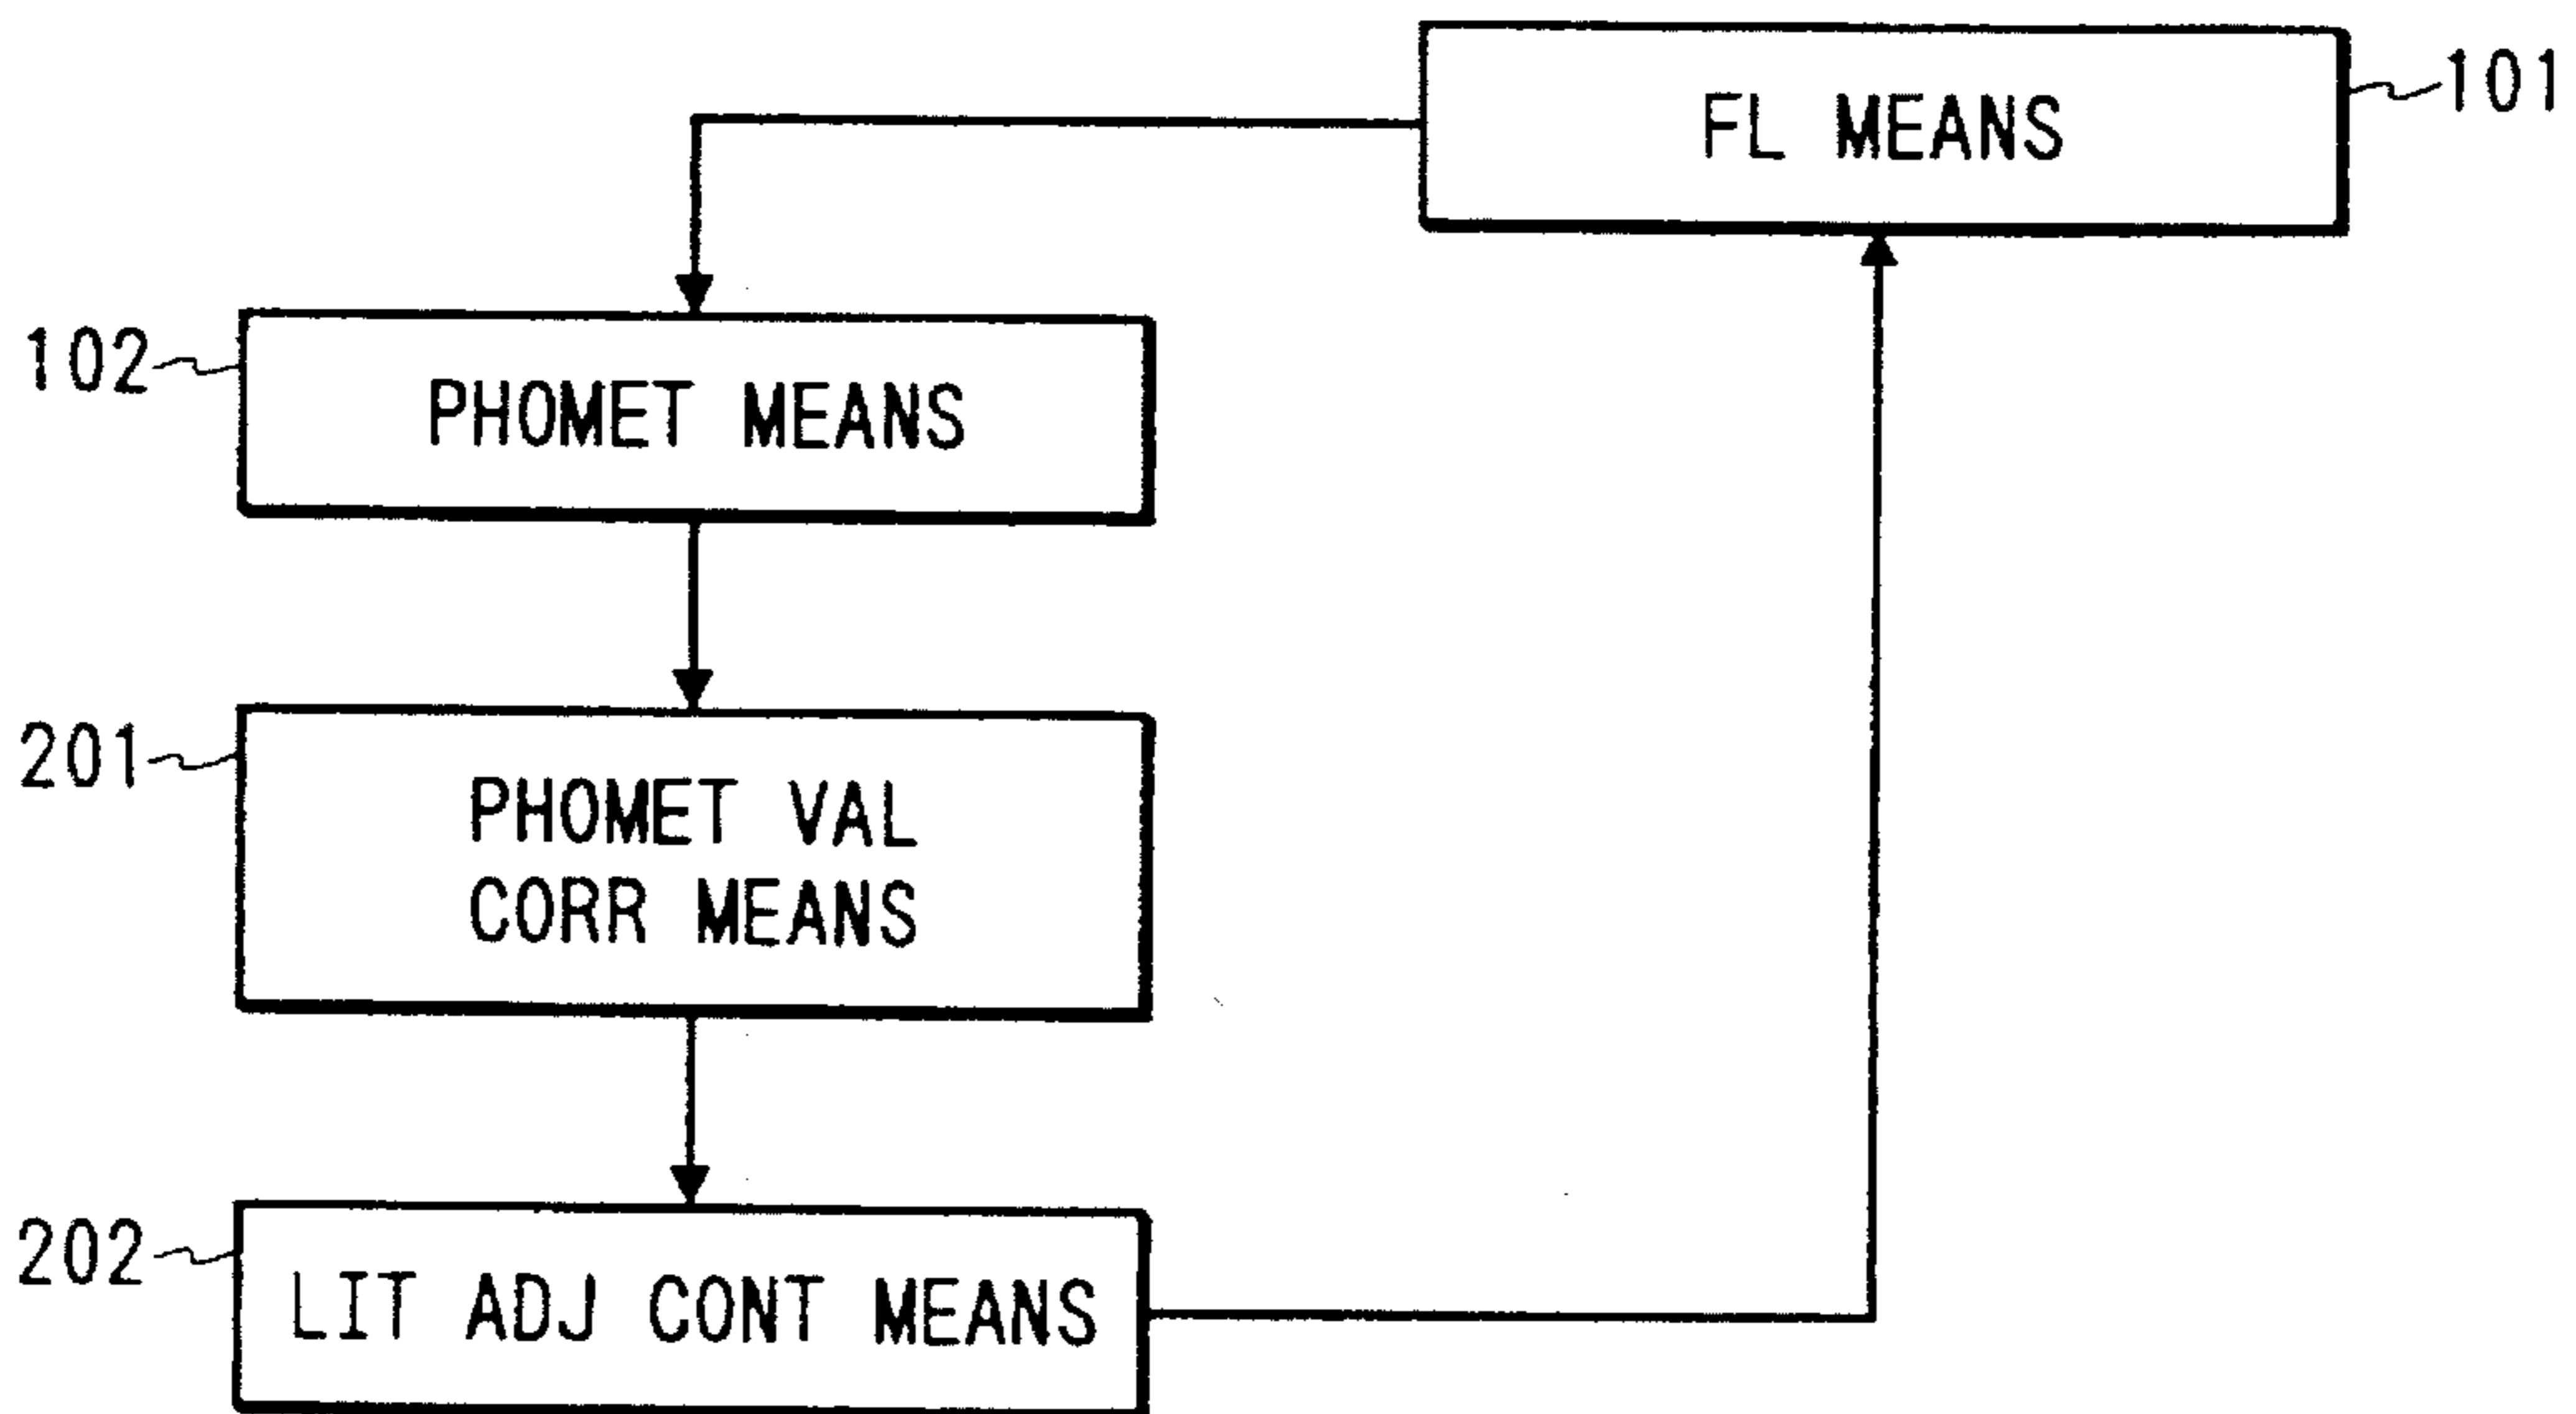 FL MEANS
101
102
PHOMET MEANS
201
PHOMET VAL
CORR MEANS
202
LIT ADJ CONT MEANS